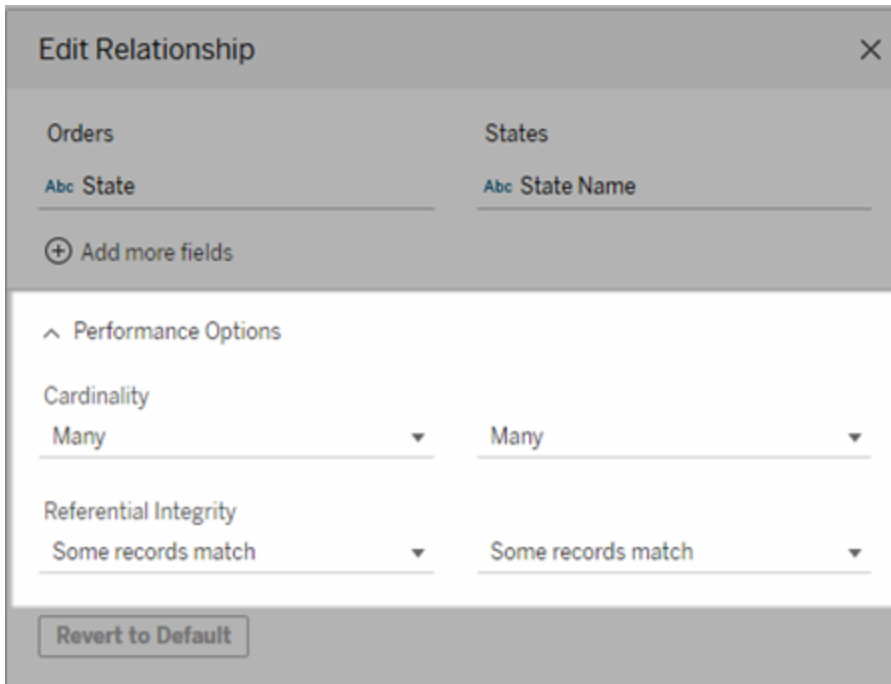 Edit Relationship
Orders States
Abc State Abc State Name
Add more fields
Performance Options
Cardinality
Many Many
Referential Integrity
Some records match Some records match
Revert to Default